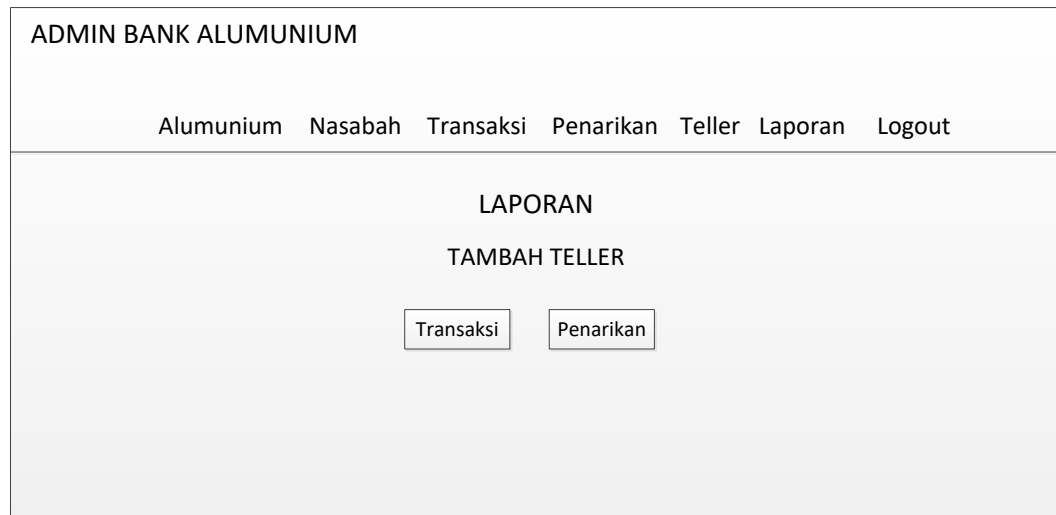 ADMIN BANK ALUMUNIUM
Alumunium Nasabah Transaksi Penarikan Teller Laporan Logout
LAPORAN
TAMBAH TELLER
Transaksi Penarikan